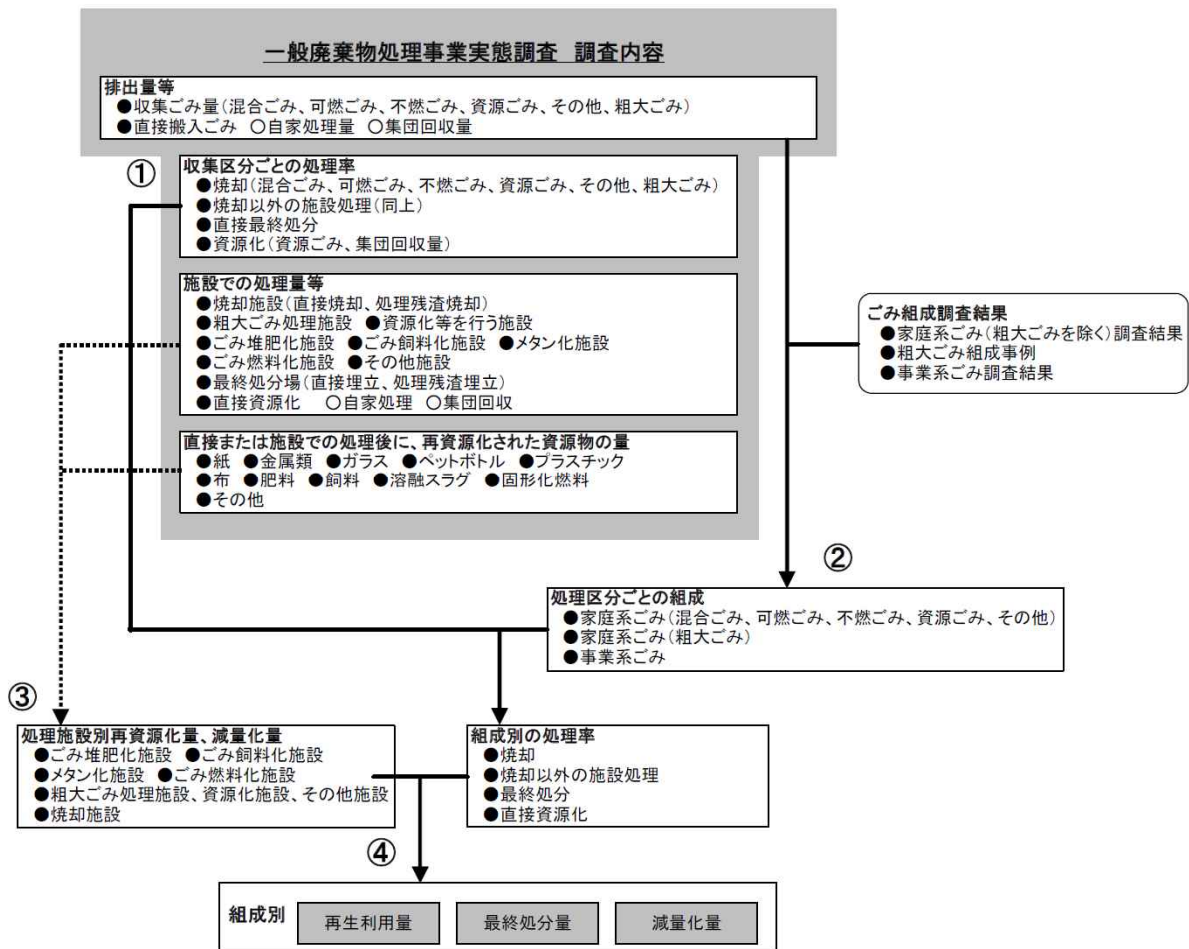 一般廃棄物処理事業実態調査 調査内容
排出量等
●収集ごみ量(混合ごみ、可燃ごみ、不燃ごみ、資源ごみ、その他、粗大ごみ)
●直接搬入ごみ ○自家処理量 ○集団回収量
①
収集区分ごとの処理率
●焼却(混合ごみ、可燃ごみ、不燃ごみ、資源ごみ、その他、粗大ごみ)
●焼却以外の施設処理(同上)
●直接最終処分
●資源化(資源ごみ、集団回収量)
施設での処理量等
●焼却施設(直接焼却、処理残渣焼却)
●粗大ごみ処理施設 ●資源化等を行う施設
●ごみ堆肥化施設 ●ごみ飼料化施設 ●メタン化施設
●ごみ燃料化施設 ●その他施設
●最終処分場(直接埋立、処理残渣埋立)
●直接資源化 ○自家処理 ○集団回収
ごみ組成調査結果
●家庭系ごみ(粗大ごみを除く)調査結果
●粗大ごみ組成事例
●事業系ごみ調査結果
直接または施設での処理後に、再資源化された資源物の量
●紙 ●金属類 ●ガラス ●ペットボトル ●プラスチック
●布 ●肥料 ●飼料 ●溶融スラグ ●固形化燃料
●その他
②
処理区分ごとの組成
●家庭系ごみ(混合ごみ、可燃ごみ、不燃ごみ、資源ごみ、その他)
●家庭系ごみ(粗大ごみ)
●事業系ごみ
③
処理施設別再資源化量、減量化量
●ごみ堆肥化施設 ●ごみ飼料化施設
●メタン化施設 ●ごみ燃料化施設
●粗大ごみ処理施設、資源化施設、その他施設
●焼却施設
組成別の処理率
●焼却
●焼却以外の施設処理
●最終処分
●直接資源化
④
組成別 再生利用量 最終処分量 減量化量